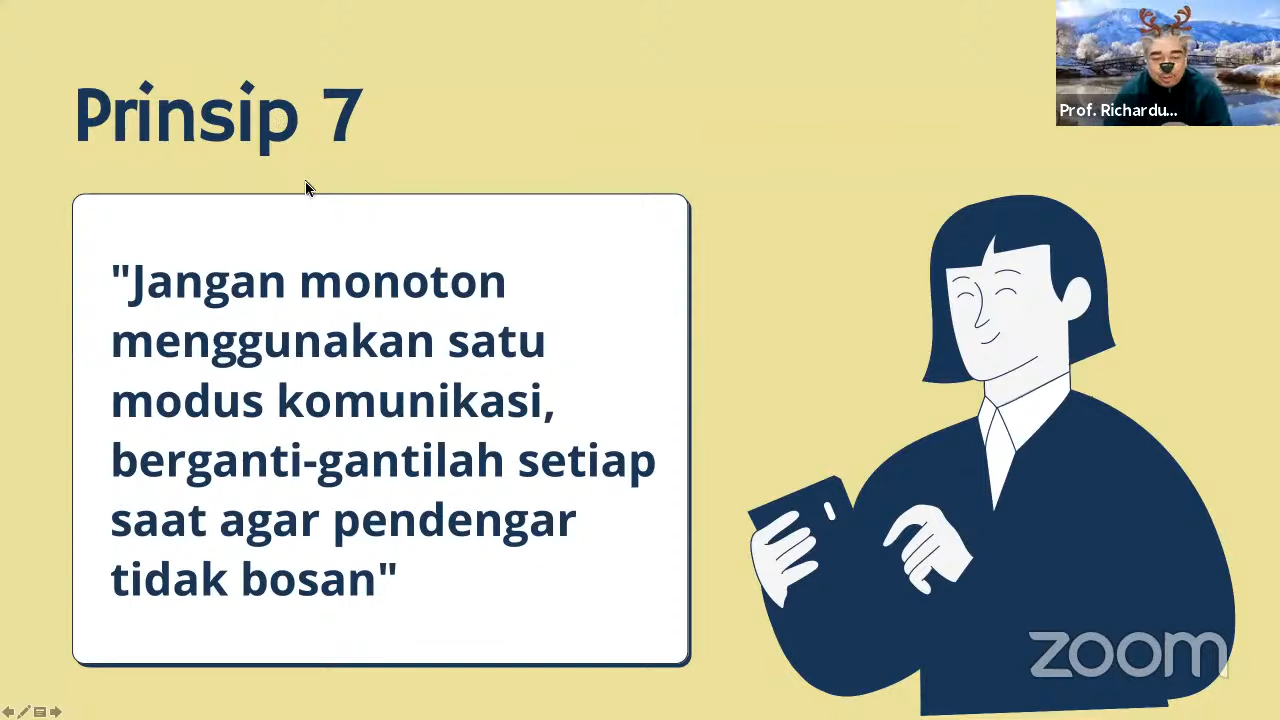 Prinsip 7
Prof. Richardu...
"Jangan monoton
menggunakan satu
modus komunikasi,
berganti-gantilah setiap
saat agar pendengar
tidak bosan"
zoom